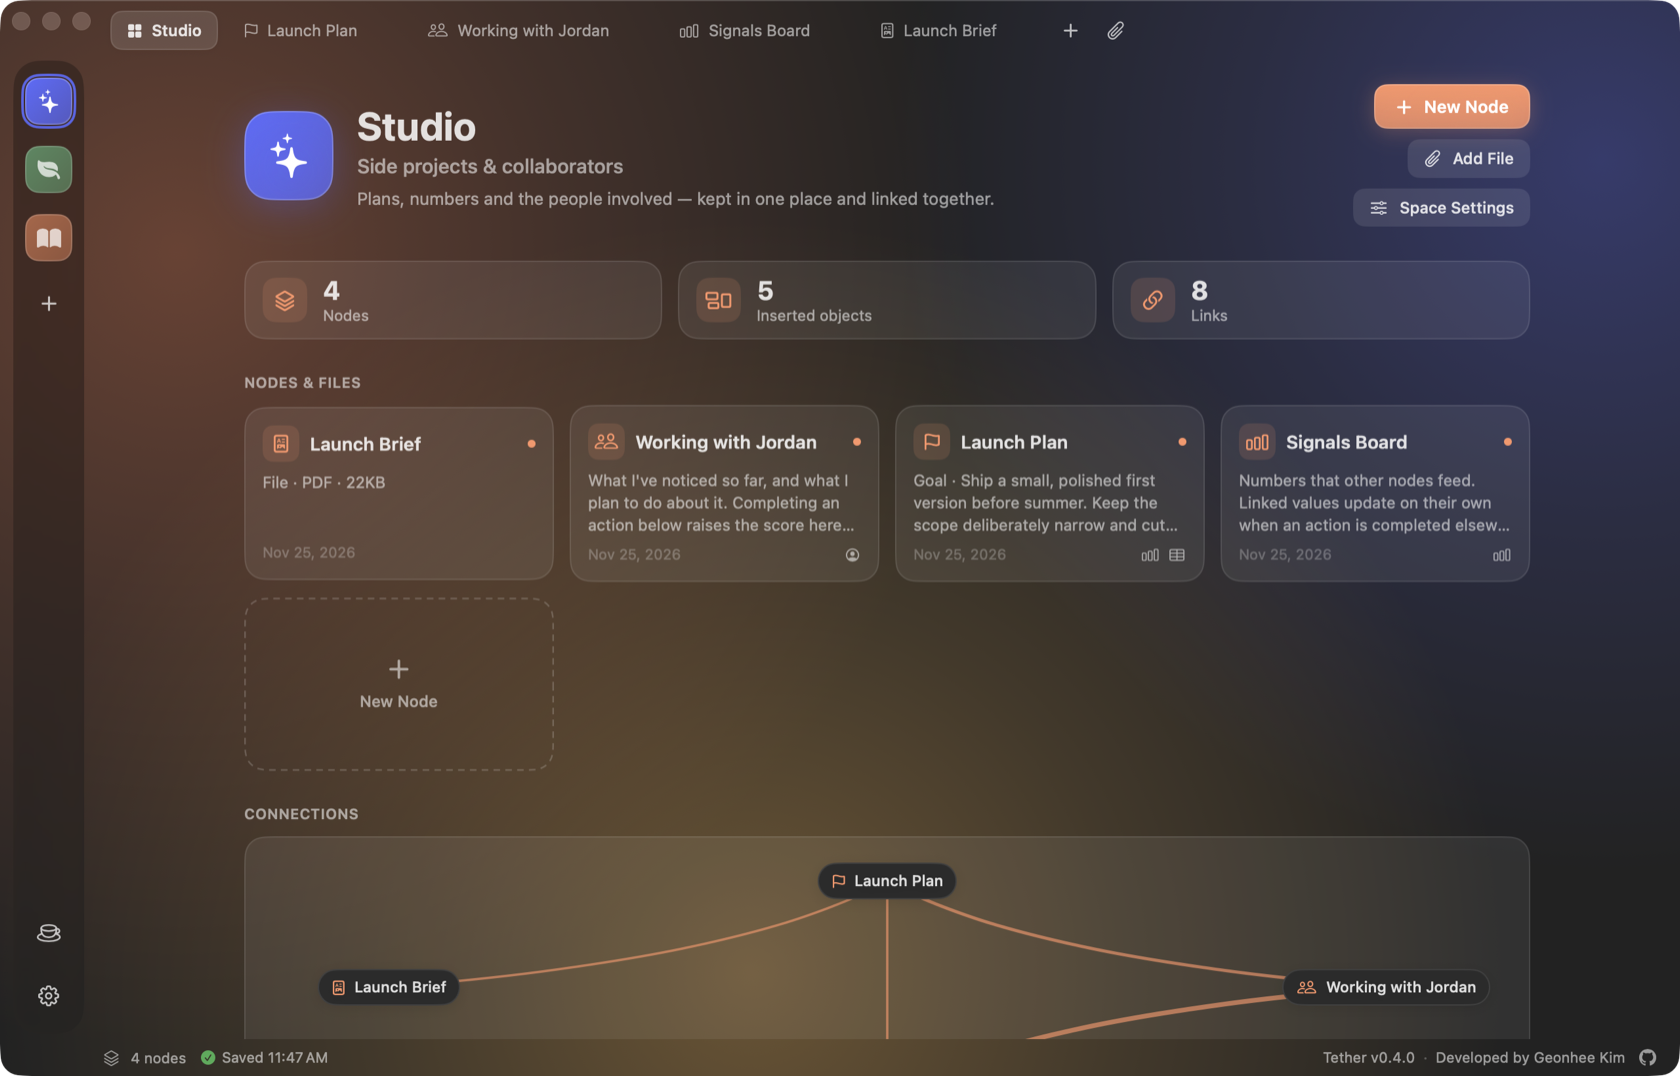 Studio
Launch Plan
Working with Jordan
Signals Board
Launch Brief
Studio
Side projects & collaborators
Plans, numbers and the people involved — kept in one place and linked together.
New Node
Add File
Space Settings
4
Nodes
5
Inserted objects
8
Links
NODES & FILES
Launch Brief
File · PDF · 22KB
Nov 25, 2026
Working with Jordan
What I've noticed so far, and what I
plan to do about it. Completing an
action below raises the score here...
Nov 25, 2026
Launch Plan
Goal · Ship a small, polished first
version before summer. Keep the
scope deliberately narrow and cut...
Nov 25, 2026
Signals Board
Numbers that other nodes feed.
Linked values update on their own
when an action is completed elsew...
Nov 25, 2026
New Node
CONNECTIONS
Launch Plan
Launch Brief
Working with Jordan
4 nodes
Saved 11:47 AM
Tether v0.4.0 · Developed by Geonhee Kim